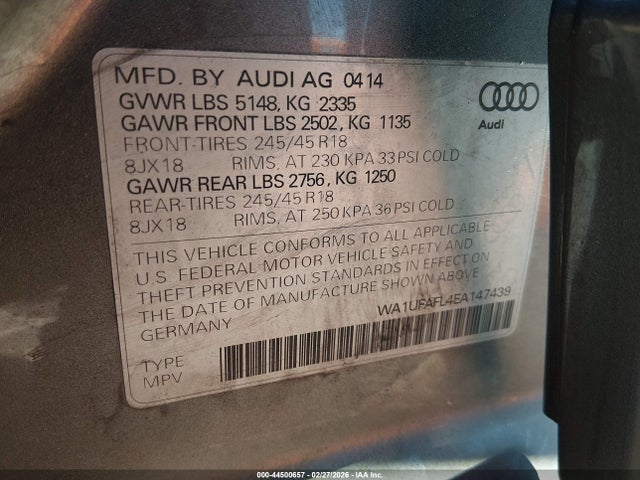 MFD. BY AUDI AG 0414
GVWR LBS 5148, KG 2335
GAWR FRONT LBS 2502, KG 1135
FRONT-TIRES 245/45 R18
8JX18 RIMS, AT 230 KPA 33 PSI COLD
GAWR REAR LBS 2756, KG 1250
REAR-TIRES 245/45 R18
8JX18 RIMS, AT 250 KPA 36 PSI COLD
Audi
THIS VEHICLE CONFORMS TO ALL APPLICABLE
U.S. FEDERAL MOTOR VEHICLE SAFETY AND
THEFT PREVENTION STANDARDS IN EFFECT ON
THE DATE OF MANUFACTURE SHOWN ABOVE
GERMANY
WA1UFAFL4EA147439
TYPE
MPV
000-44500657 - 02/27/2026 - IAA Inc.